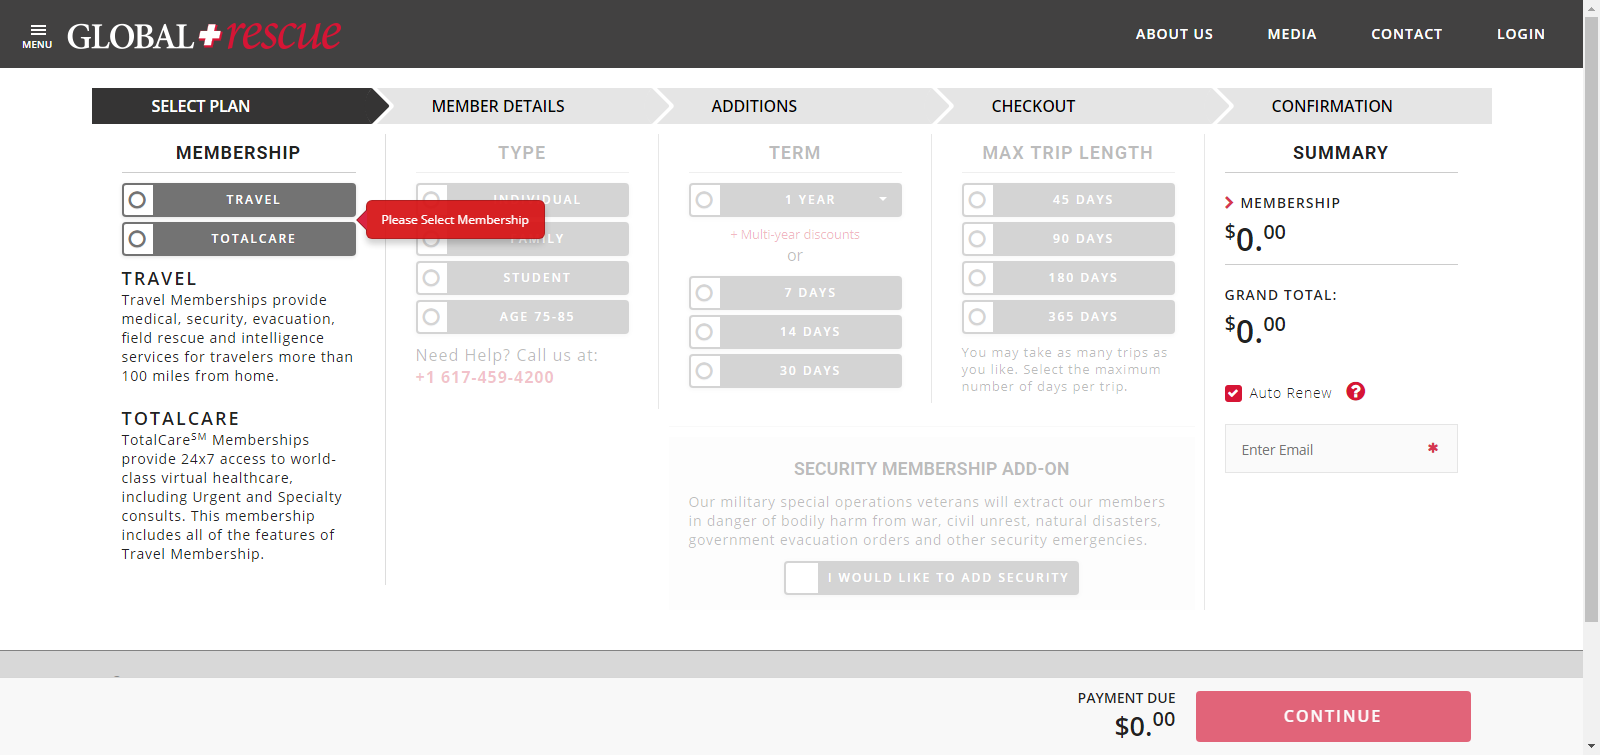 MENU
GLOBAL rescue
ABOUT US
MEDIA
CONTACT
LOGIN
SELECT PLAN
MEMBER DETAILS
ADDITIONS
CHECKOUT
CONFIRMATION
MEMBERSHIP
TRAVEL
TOTALCARE
Please Select Membership
TRAVEL
Travel Memberships provide
medical, security, evacuation,
field rescue and intelligence
services for travelers more than
100 miles from home.
TOTALCARE
TotalCareSM Memberships
provide 24x7 access to world-
class virtual healthcare,
including Urgent and Specialty
consults. This membership
includes all of the features of
Travel Membership.
TYPE
INDIVIDUAL
FAMILY
STUDENT
AGE 75-85
Need Help? Call us at:
+1 617-459-4200
TERM
1 YEAR
+ Multi-year discounts
or
7 DAYS
14 DAYS
30 DAYS
MAX TRIP LENGTH
45 DAYS
90 DAYS
180 DAYS
365 DAYS
You may take as many trips as
you like. Select the maximum
number of days per trip.
SECURITY MEMBERSHIP ADD-ON
Our military special operations veterans will extract our members
in danger of bodily harm from war, civil unrest, natural disasters,
government evacuation orders and other security emergencies.
I WOULD LIKE TO ADD SECURITY
SUMMARY
MEMBERSHIP
$0.00
GRAND TOTAL:
$0.00
Auto Renew ?
Enter Email *
PAYMENT DUE
$0.00
CONTINUE